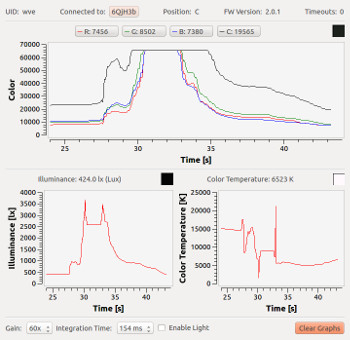 UID: wve Connected to: 6QjH3b Position: C FW Version: 2.0.1 Timeouts: 0
R: 7456 G: 8502 B: 7380 C: 19565
70000
60000
50000
40000
30000
20000
10000
0
Color
25 30 35 40
Time [s]
Illuminance: 424.0 lx (Lux) Color Temperature: 6523 K
4000
3500
3000
2500
2000
1500
1000
500
0
Illuminance [lx]
25 30 35 40
Time [s]
25000
20000
15000
10000
5000
0
Color Temperature [K]
25 30 35 40
Time [s]
Gain: 60x Integration Time: 154 ms Enable Light Clear Graphs